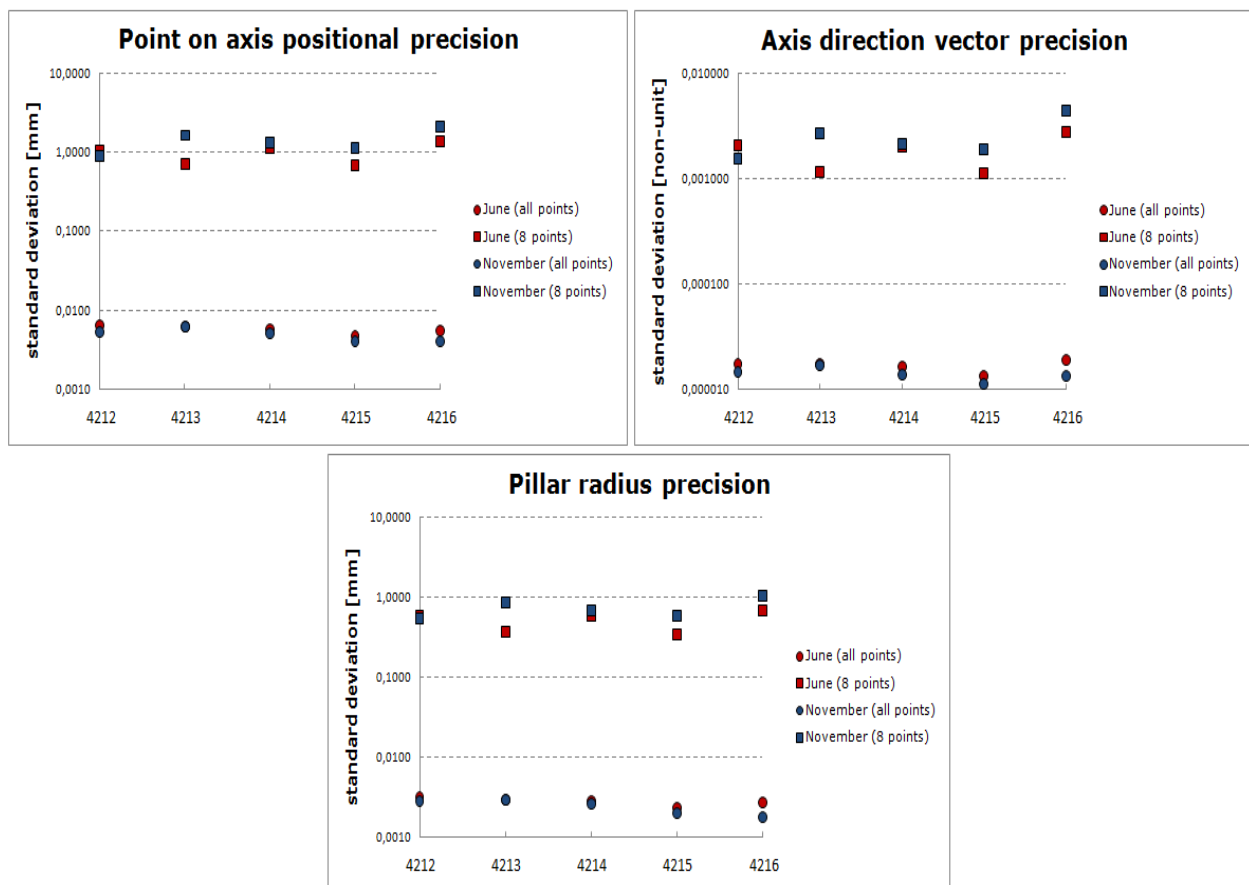 Point on axis positional precision
standard deviation [mm]
10,0000
1,0000
0,1000
0,0100
0,0010
4212 4213 4214 4215 4216
June (all points)
June (8 points)
November (all points)
November (8 points)
Axis direction vector precision
standard deviation [non-unit]
0,010000
0,001000
0,000100
0,000010
4212 4213 4214 4215 4216
June (all points)
June (8 points)
November (all points)
November (8 points)
Pillar radius precision
standard deviation [mm]
10,0000
1,0000
0,1000
0,0100
0,0010
4212 4213 4214 4215 4216
June (all points)
June (8 points)
November (all points)
November (8 points)